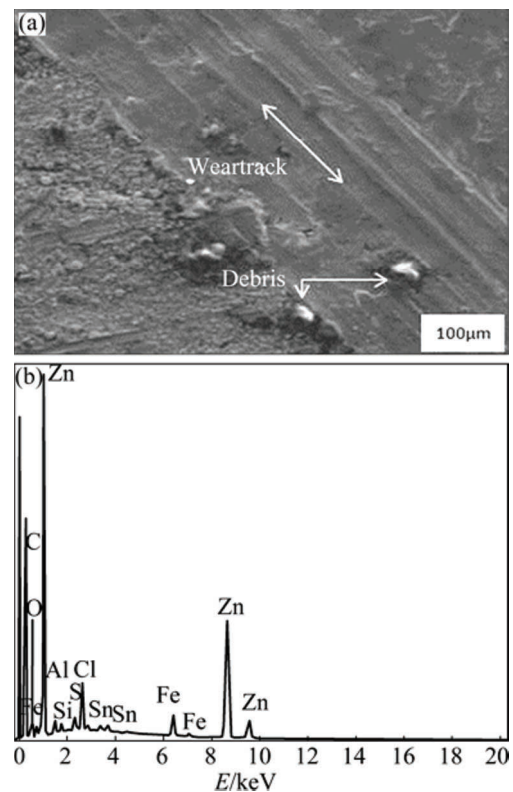 (a)
Weartrack
Debris
100μm
(b)
Zn
C
O
Fe
Al
Si
S
Cl
Sn
Sn
Fe
Fe
Zn
Zn
0 2 4 6 8 10 12 14 16 18 20
E/keV